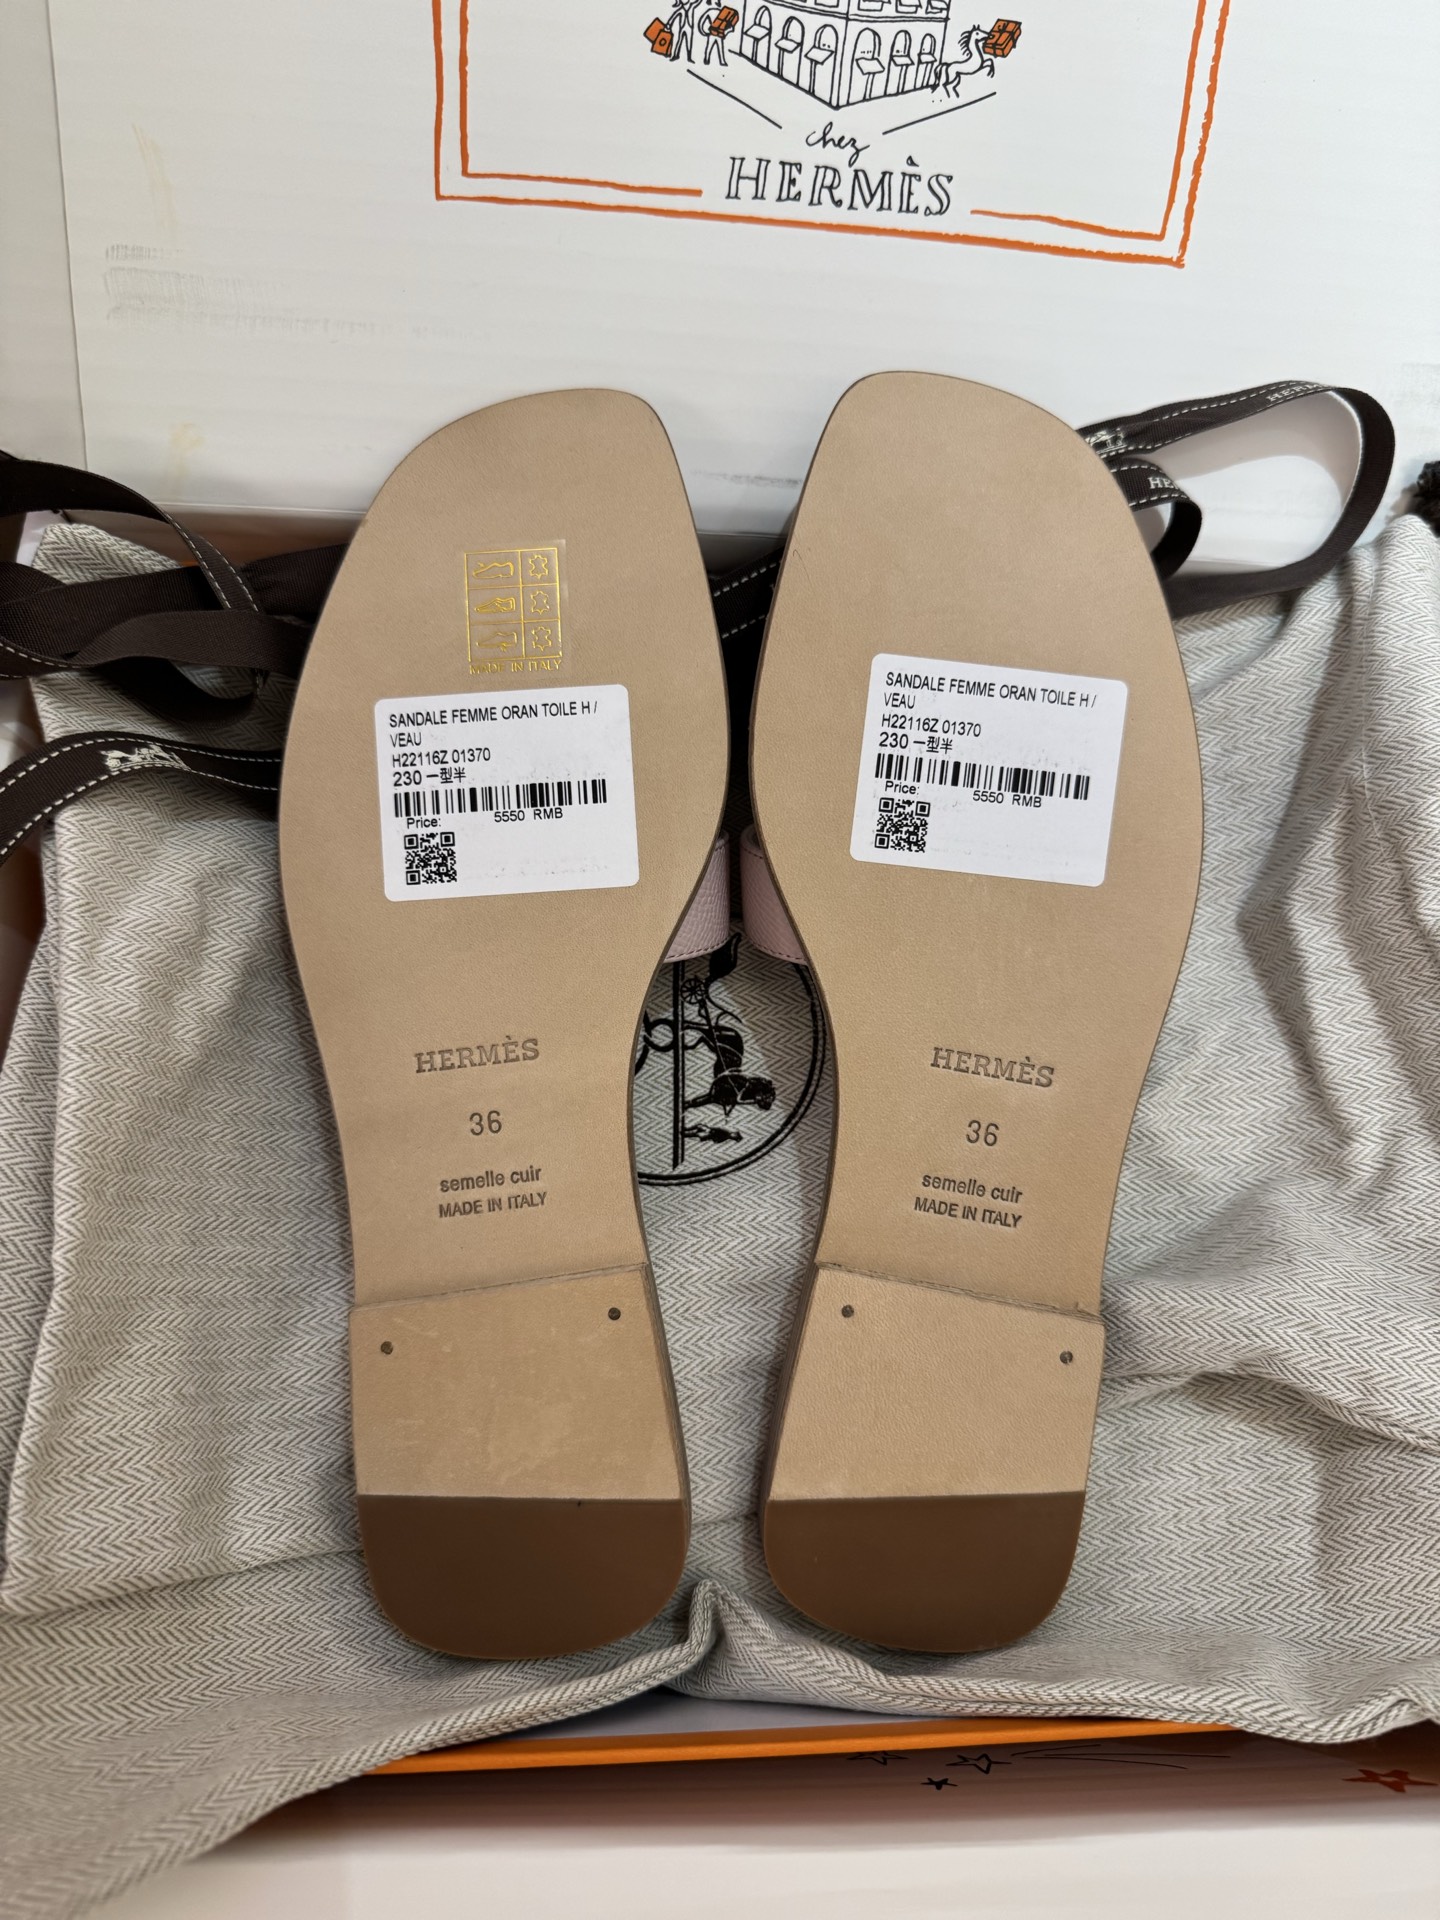 chez
HERMÈS
HERMÈS
HE
MADE IN ITALY
SANDALE FEMME ORAN TOILE H /
VEAU
H22116Z 01370
230 一型半
Price: 5550 RMB
SANDALE FEMME ORAN TOILE H /
VEAU
H22116Z 01370
230 一型半
Price: 5550 RMB
HERMÈS
36
semelle cuir
MADE IN ITALY
HERMÈS
36
semelle cuir
MADE IN ITALY